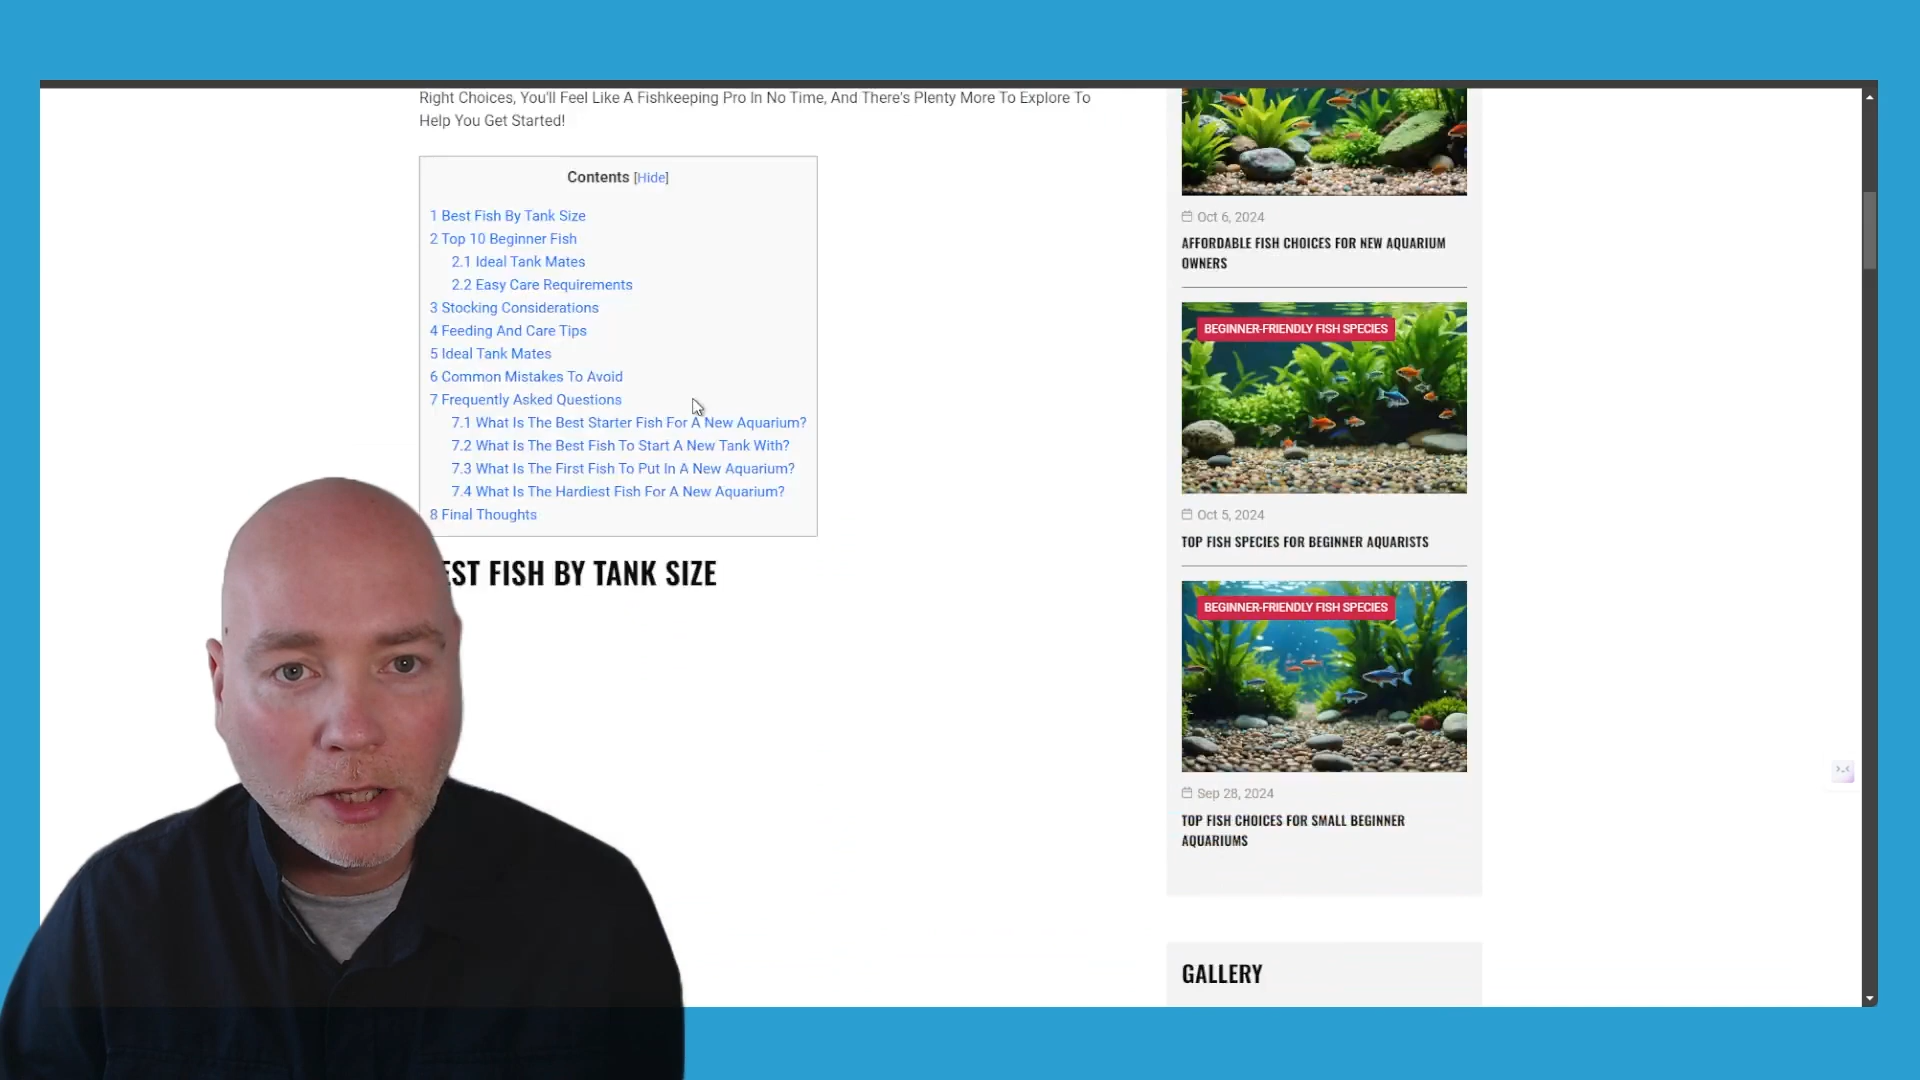 Right Choices, You'll Feel Like A Fishkeeping Pro In No Time, And There's Plenty More To Explore To
Help You Get Started!
Contents [Hide]
1 Best Fish By Tank Size
2 Top 10 Beginner Fish
2.1 Ideal Tank Mates
2.2 Easy Care Requirements
3 Stocking Considerations
4 Feeding And Care Tips
5 Ideal Tank Mates
6 Common Mistakes To Avoid
7 Frequently Asked Questions
7.1 What Is The Best Starter Fish For A New Aquarium?
7.2 What Is The Best Fish To Start A New Tank With?
7.3 What Is The First Fish To Put In A New Aquarium?
7.4 What Is The Hardiest Fish For A New Aquarium?
8 Final Thoughts
EST FISH BY TANK SIZE
Oct 6, 2024
AFFORDABLE FISH CHOICES FOR NEW AQUARIUM
OWNERS
BEGINNER-FRIENDLY FISH SPECIES
Oct 5, 2024
TOP FISH SPECIES FOR BEGINNER AQUARISTS
BEGINNER-FRIENDLY FISH SPECIES
Sep 28, 2024
TOP FISH CHOICES FOR SMALL BEGINNER
AQUARIUMS
GALLERY